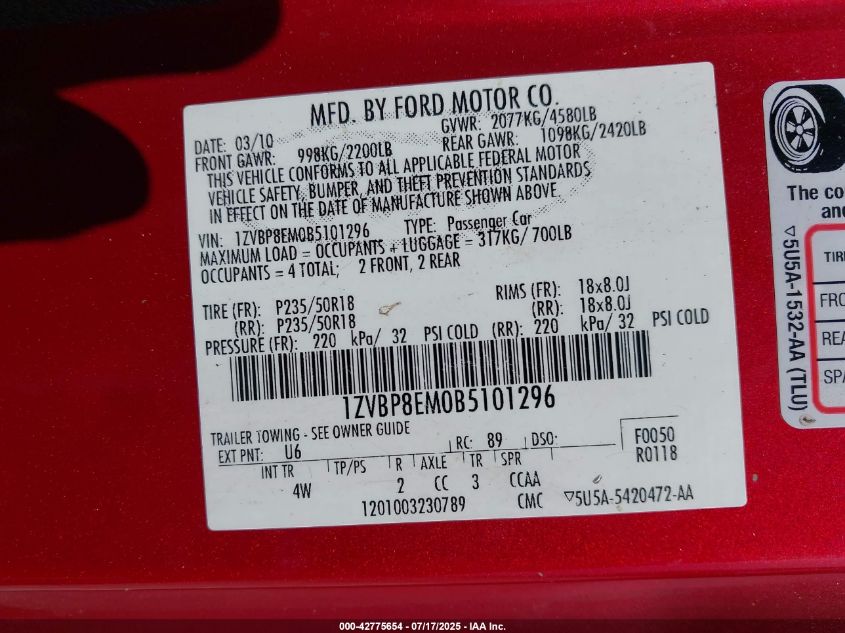 MFD. BY FORD MOTOR CO.
DATE: 03/10 GVWR: 2077KG/4580LB
FRONT GAWR: 998KG/2200LB REAR GAWR: 1098KG/2420LB
THIS VEHICLE CONFORMS TO ALL APPLICABLE FEDERAL MOTOR
VEHICLE SAFETY, BUMPER, AND THEFT PREVENTION STANDARDS
IN EFFECT ON THE DATE OF MANUFACTURE SHOWN ABOVE.
VIN: 1ZVBP8EM0B5101296 TYPE: Passenger Car
MAXIMUM LOAD = OCCUPANTS + LUGGAGE = 317KG/ 700LB
OCCUPANTS = 4 TOTAL; 2 FRONT, 2 REAR
TIRE (FR): P235/50R18 RIMS (FR): 18x8.0J
(RR): P235/50R18 (RR): 18x8.0J
PRESSURE (FR): 220 kPa/ 32 PSI COLD (RR): 220 kPa/ 32 PSI COLD
1ZVBP8EM0B5101296
TRAILER TOWING - SEE OWNER GUIDE
EXT PNT: U6 RC: 89 DSO: F0050
R0118
INT TR TP/PS R AXLE TR SPR
4W 2 CC 3 CCAA
1201003230789 CMC ▽5U5A-5420472-AA
The co
an
▽5U5A-1532-AA (TLU)
TIR
FRO
REA
SPA
000-42775654 / 07/17/2025 - IAA Inc.